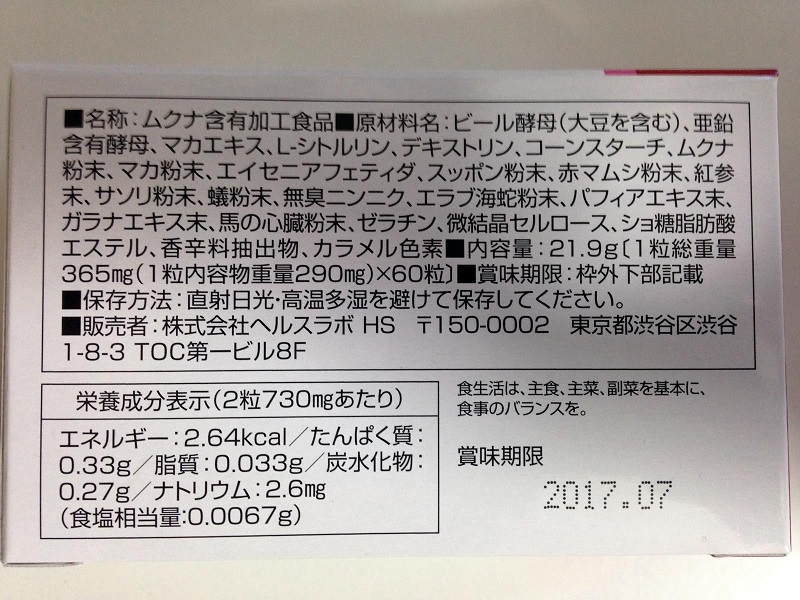 ■名称：ムクナ含有加工食品■原材料名：ビール酵母(大豆を含む)、亜鉛
含有酵母、マカエキス、L-シトルリン、デキストリン、コーンスターチ、ムクナ
粉末、マカ粉末、エイセニアフェティダ、スッポン粉末、赤マムシ粉末、紅参
末、サソリ粉末、蟻粉末、無臭ニンニク、エラブ海蛇粉末、パフィアエキス末、
ガラナエキス末、馬の心臓粉末、ゼラチン、微結晶セルロース、ショ糖脂肪酸
エステル、香辛料抽出物、カラメル色素■内容量：21.9g〔1粒総重量
365mg(1粒内容物重量290mg)×60粒〕■賞味期限：枠外下部記載
■保存方法：直射日光・高温多湿を避けて保存してください。
■販売者：株式会社ヘルスラボ HS 〒150-0002 東京都渋谷区渋谷
1-8-3 TOC第一ビル8F
栄養成分表示(2粒730mgあたり)
エネルギー：2.64kcal／たんぱく質：
0.33g／脂質：0.033g／炭水化物：
0.27g／ナトリウム：2.6mg
(食塩相当量:0.0067g)
食生活は、主食、主菜、副菜を基本に、
食事のバランスを。
賞味期限
2017.07